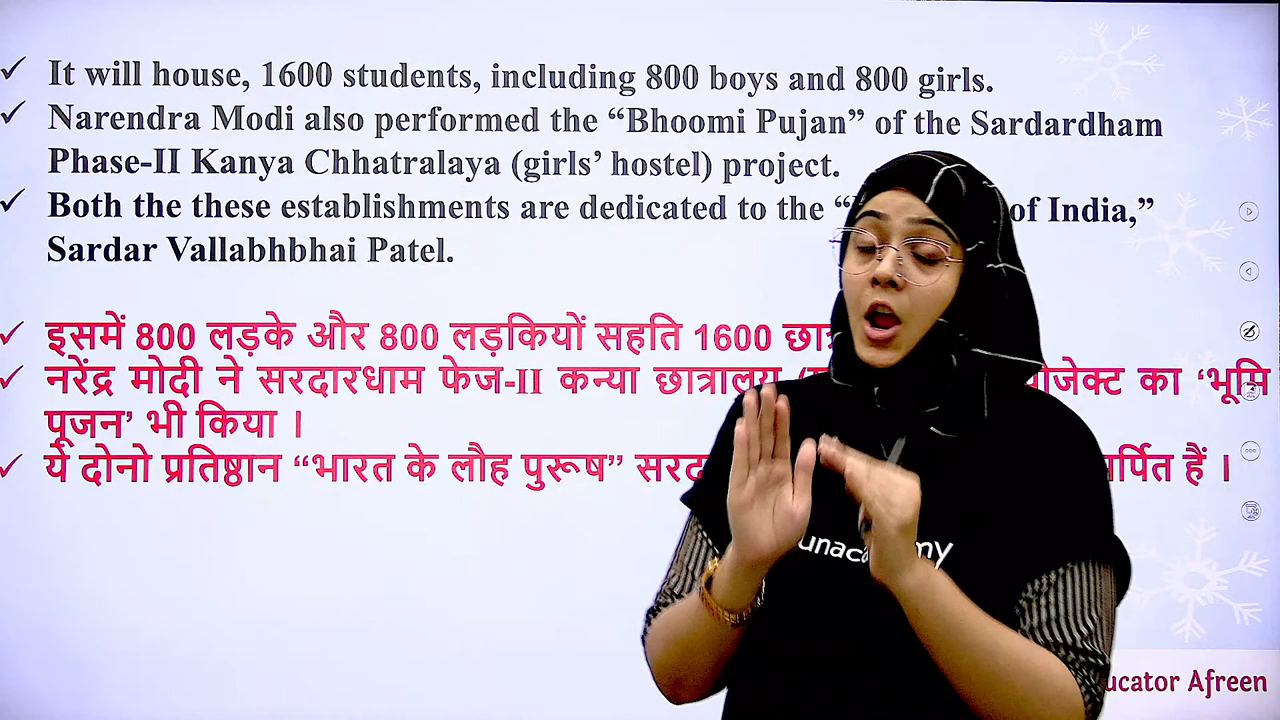 It will house, 1600 students, including 800 boys and 800 girls.
Narendra Modi also performed the “Bhoomi Pujan” of the Sardardham
Phase-II Kanya Chhatralaya (girls’ hostel) project.
Both the these establishments are dedicated to the “ of India,”
Sardar Vallabhbhai Patel.
इसमें 800 लड़के और 800 लड़कियों सहति 1600
नरेंद्र मोदी ने सरदारधाम फेज-II कन्या छात्रालय का ‘भूमि
पूजन’ भी किया ।
ये दोनो प्रतिष्ठान “भारत के लौह पुरूष” हैं ।
Afreen